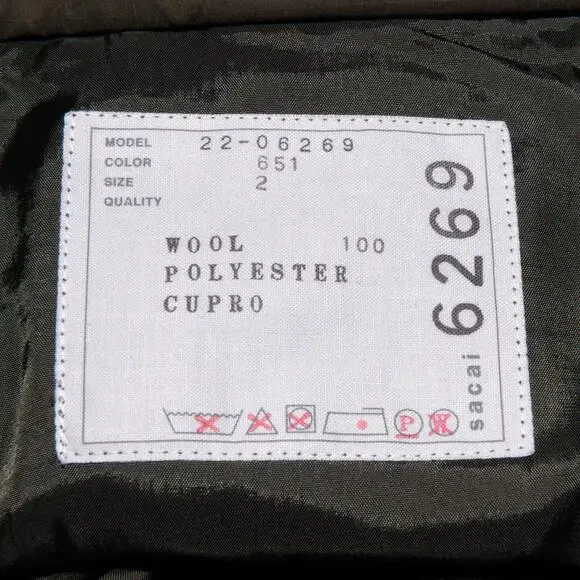 MODEL 22-06269
COLOR 651
SIZE 2
QUALITY
WOOL 100
POLYESTER
CUPRO
P W
sacai 6269